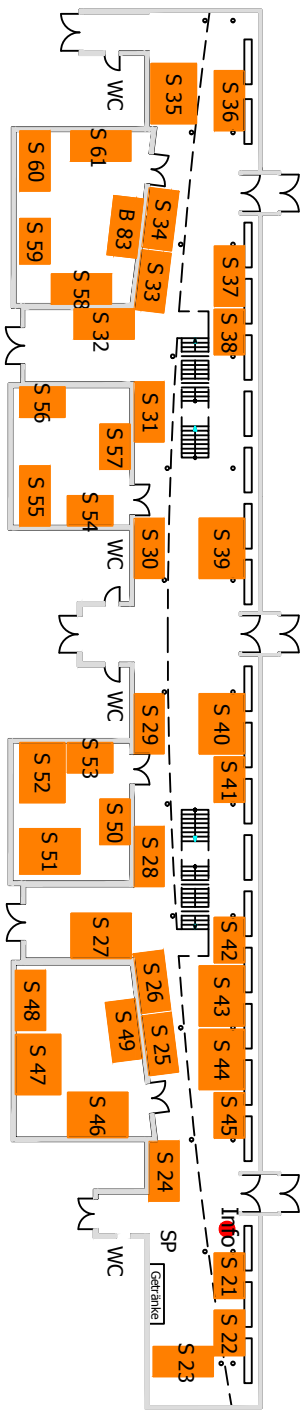 S 36
S 35
WC
S 61
S 60
S 34
B 83
S 59
S 33
S 37
S 58
S 32
S 38
S 56
S 31
S 57
S 55
S 54
S 30
WC
S 39
WC
S 29
S 40
S 53
S 52
S 41
S 50
S 28
S 51
S 27
S 42
S 26
S 43
S 48
S 49
S 25
S 47
S 44
S 46
S 45
S 24
Info
SP
WC
S 21
Getränke
S 22
S 23